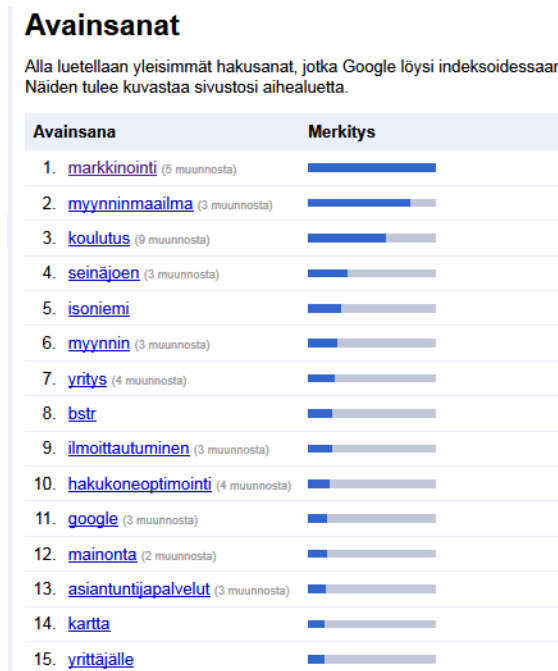 Avainsanat
Alla luetellaan yleisimmät hakusanat, jotka Google löysi indeksoidessaan
Näiden tulee kuvastaa sivustosi aihealuetta.
Avainsana Merkitys
1. markkinointi (5 muunnosta)
2. myynninmaailma (3 muunnosta)
3. koulutus (9 muunnosta)
4. seinäjoen (3 muunnosta)
5. isoniemi
6. myynnin (3 muunnosta)
7. yritys (4 muunnosta)
8. bstr
9. ilmoittautuminen (3 muunnosta)
10. hakukoneoptimointi (4 muunnosta)
11. google (3 muunnosta)
12. mainonta (2 muunnosta)
13. asiantuntijapalvelut (3 muunnosta)
14. kartta
15. yrittäjälle